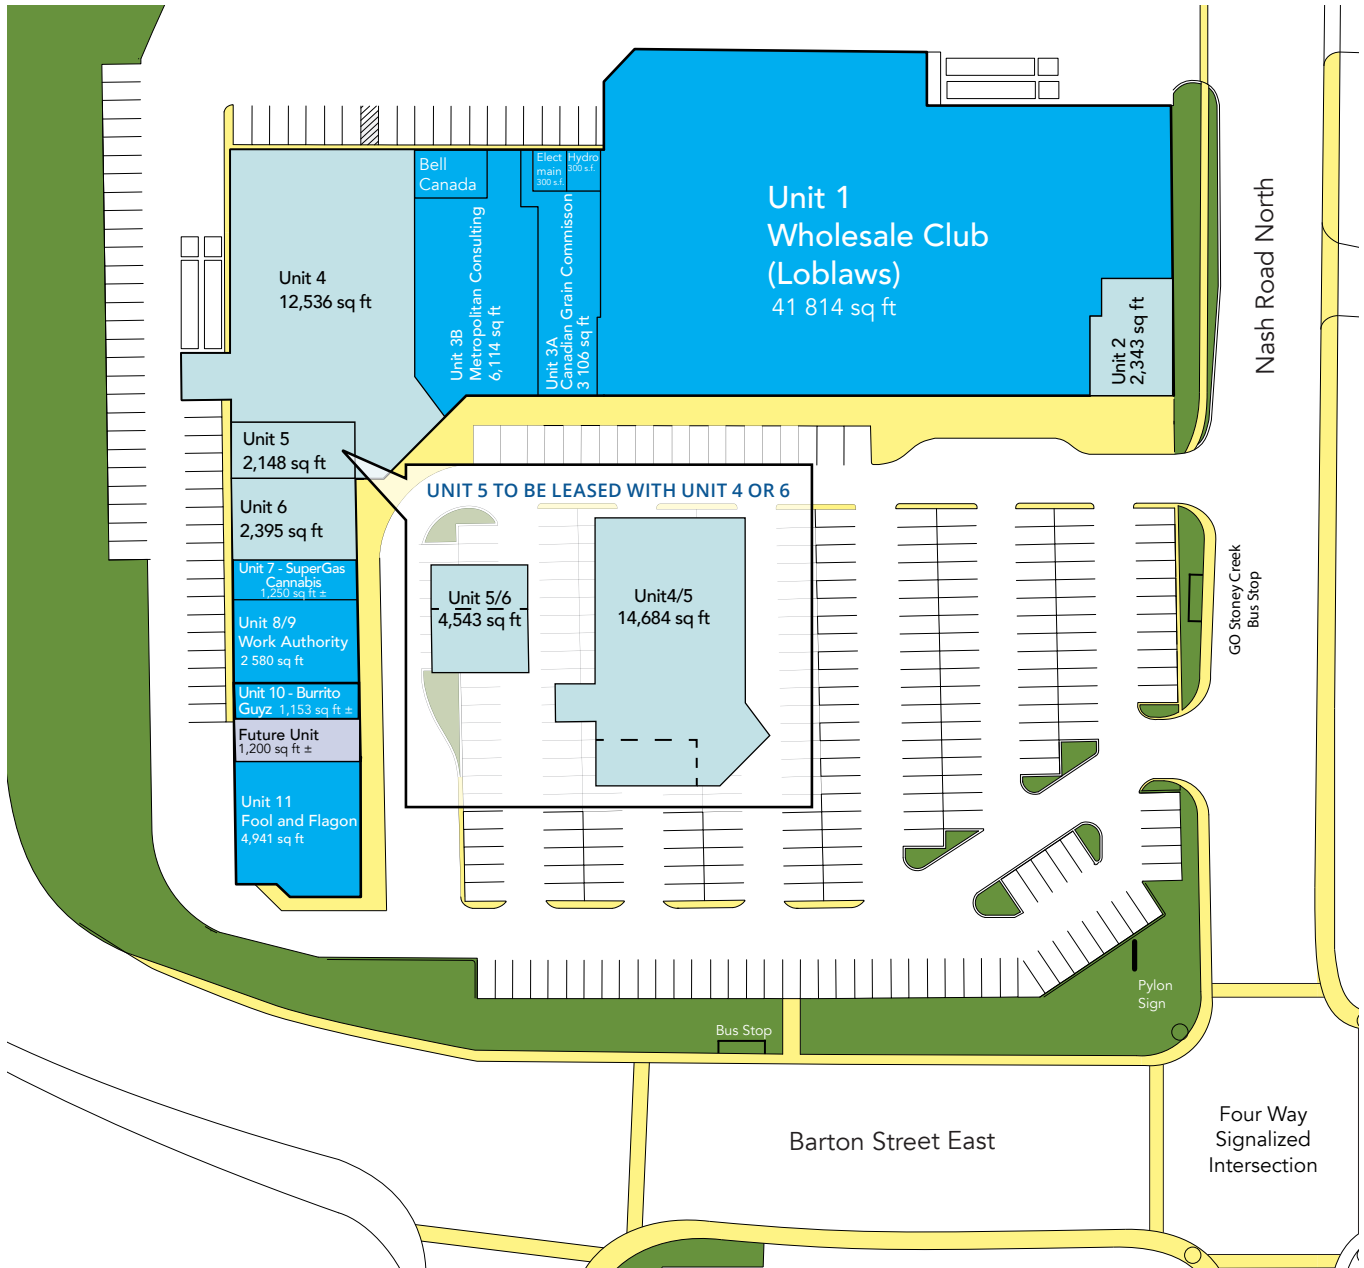 Bell
Canada
Elect
main
300 s.f.
Hydro
300 s.f.
Unit 1
Wholesale Club
(Loblaws)
41 814 sq ft
Nash Road North
Unit 4
12,536 sq ft
Unit 3B
Metropolitan Consulting
6,114 sq ft
Unit 3A
Canadian Grain Commisson
3 106 sq ft
Unit 2
2,343 sq ft
Unit 5
2,148 sq ft
UNIT 5 TO BE LEASED WITH UNIT 4 OR 6
Unit 6
2,395 sq ft
Unit 7 - SuperGas
Cannabis
1,250 sq ft ±
Unit 5/6
4,543 sq ft
Unit4/5
14,684 sq ft
GO Stoney Creek
Bus Stop
Unit 8/9
Work Authority
2 580 sq ft
Unit 10 - Burrito
Guyz 1,153 sq ft ±
Future Unit
1,200 sq ft ±
Unit 11
Fool and Flagon
4,941 sq ft
Pylon
Sign
Bus Stop
Barton Street East
Four Way
Signalized
Intersection